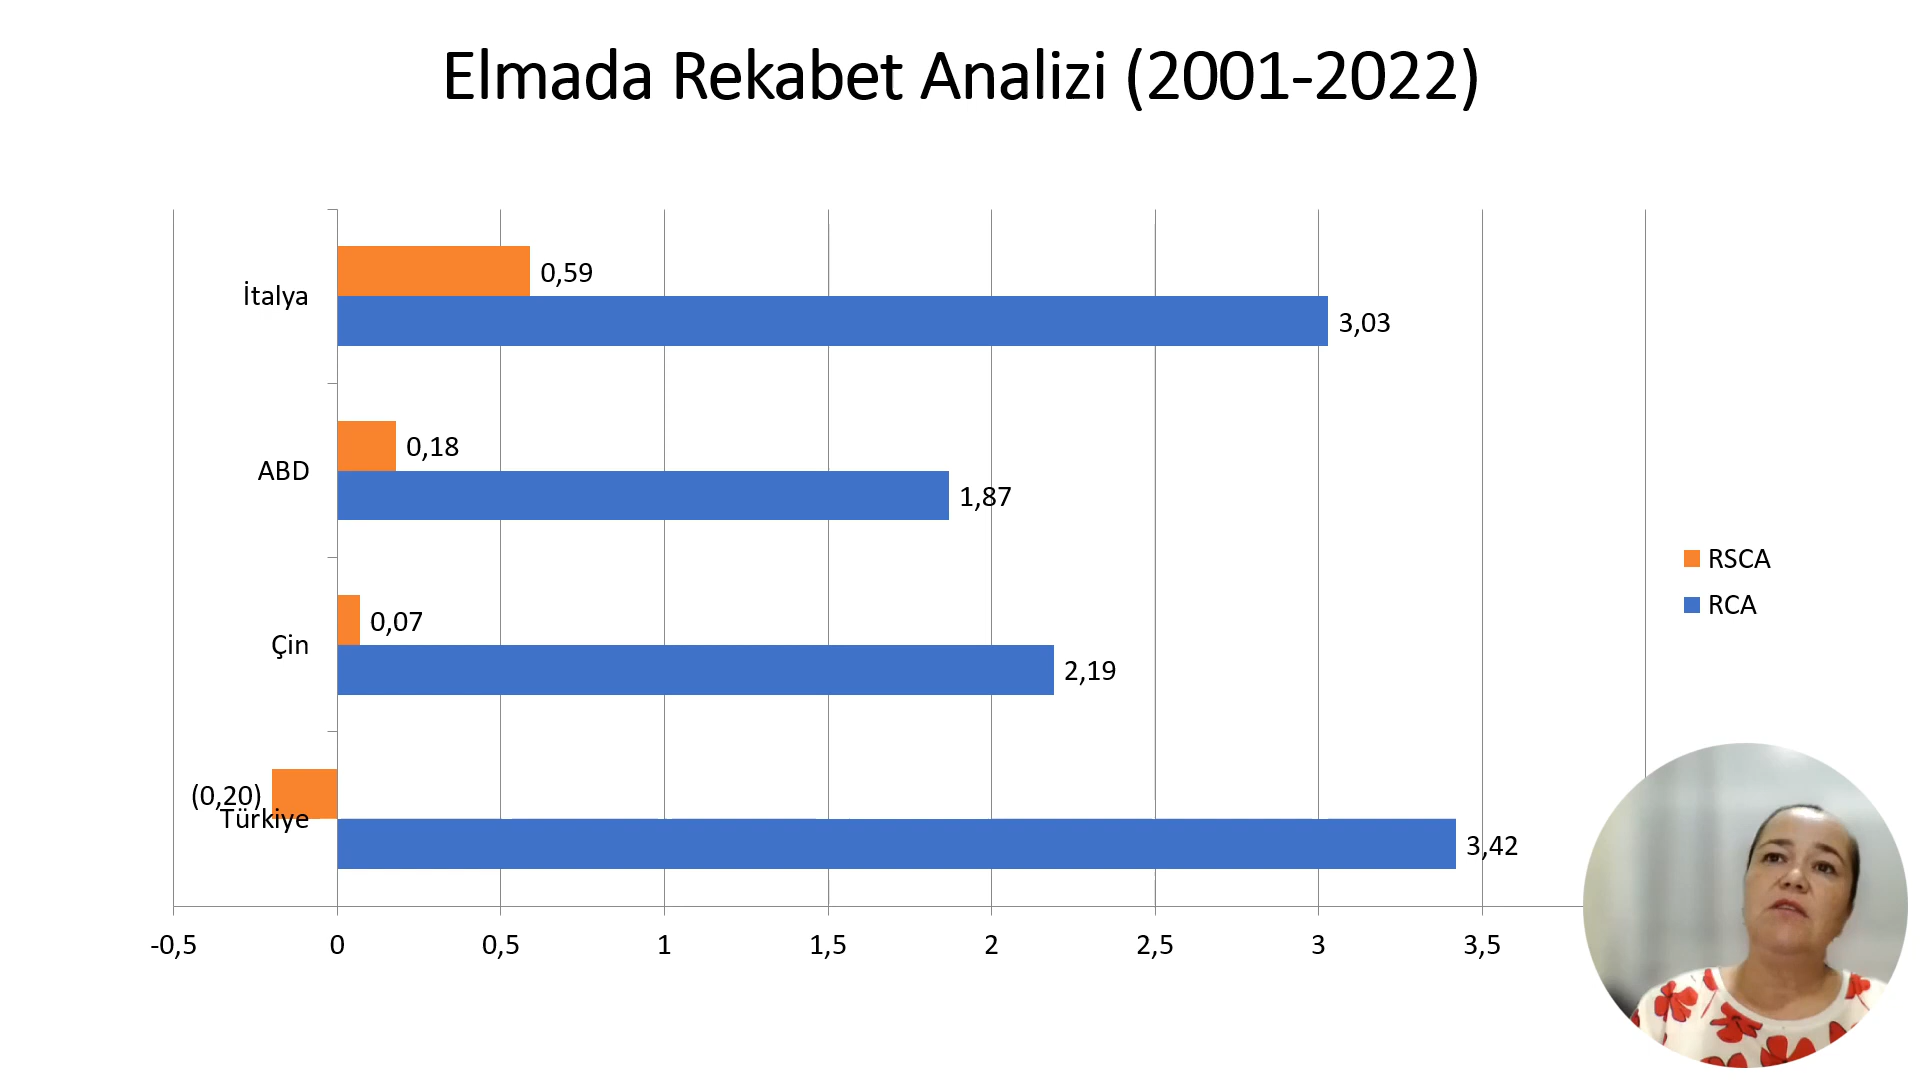 Elmada Rekabet Analizi (2001-2022)
İtalya
0,59
3,03
ABD
0,18
1,87
Çin
0,07
2,19
Türkiye
(0,20)
3,42
RSCA
RCA
-0,5 0 0,5 1 1,5 2 2,5 3 3,5